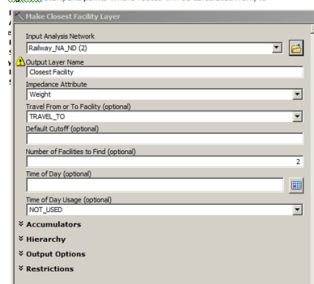 Make Closest Facility Layer
Input Analysis Network
Railway_NA_ND (2)
Output Layer Name
Closest Facility
Impedance Attribute
Weight
Travel From or To Facility (optional)
TRAVEL_TO
Default Cutoff (optional)
Number of Facilities to Find (optional)
2
Time of Day (optional)
Time of Day Usage (optional)
NOT_USED
Accumulators
Hierarchy
Output Options
Restrictions